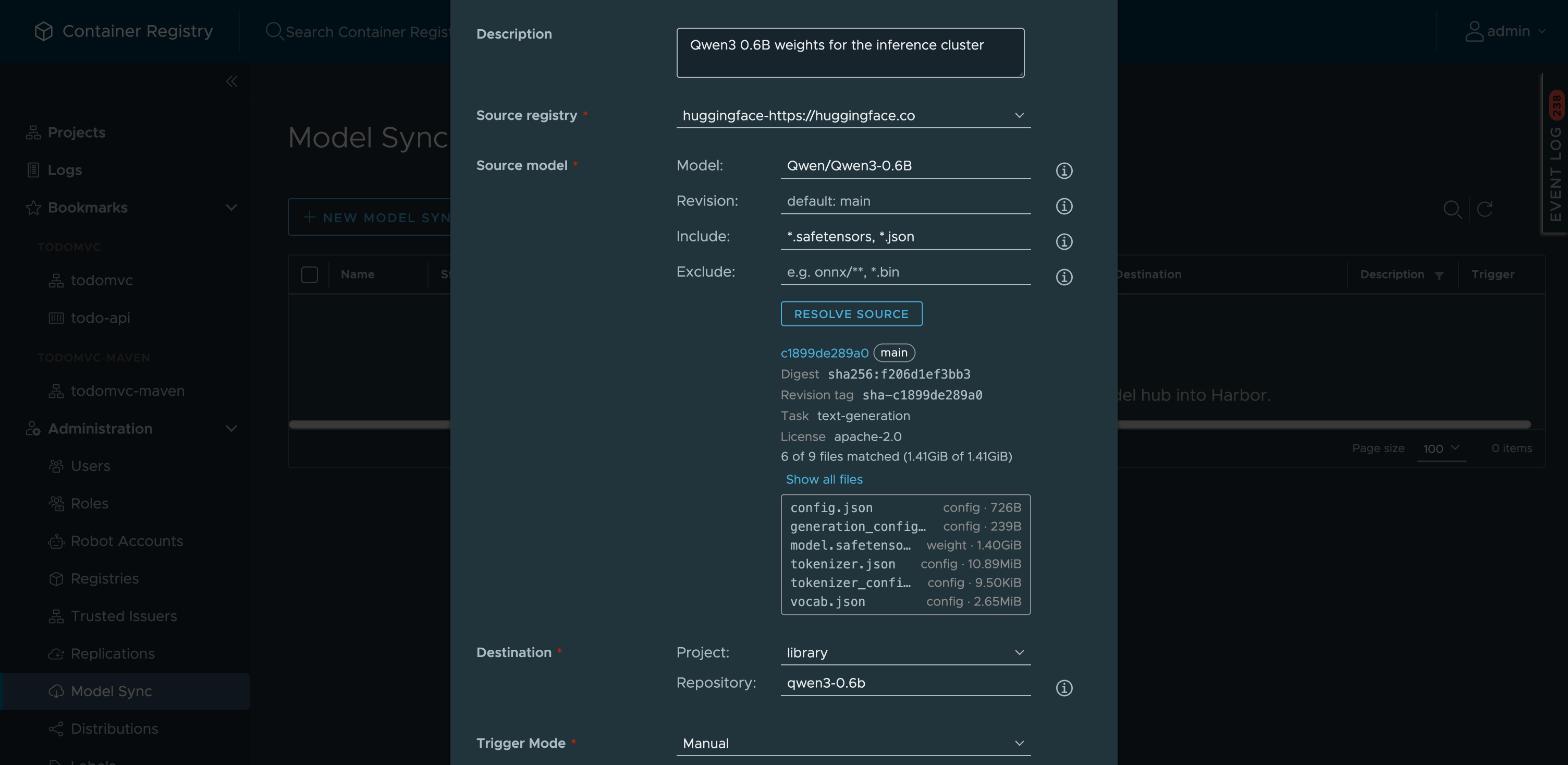 Container Registry
Search Container Regist
admin
Projects
Logs
Bookmarks
TODOMVC
todomvc
todo-api
TODOMVC-MAVEN
todomvc-maven
Administration
Users
Roles
Robot Accounts
Registries
Trusted Issuers
Replications
Model Sync
Distributions
Labels
Model Sync
+ NEW MODEL SYN
Name
Destination
Description
Trigger
del hub into Harbor.
Page size 100
0 items
EVENT LOG 238
Description
Qwen3 0.6B weights for the inference cluster
Source registry *
huggingface-https://huggingface.co
Source model *
Model: Qwen/Qwen3-0.6B
Revision: default: main
Include: *.safetensors, *.json
Exclude: e.g. onnx/**, *.bin
RESOLVE SOURCE
c1899de289a0 main
Digest sha256:f206d1ef3bb3
Revision tag sha-c1899de289a0
Task text-generation
License apache-2.0
6 of 9 files matched (1.41GiB of 1.41GiB)
Show all files
config.json config · 726B
generation_config… config · 239B
model.safetenso… weight · 1.40GiB
tokenizer.json config · 10.89MiB
tokenizer_confi… config · 9.50KiB
vocab.json config · 2.65MiB
Destination *
Project: library
Repository: qwen3-0.6b
Trigger Mode *
Manual